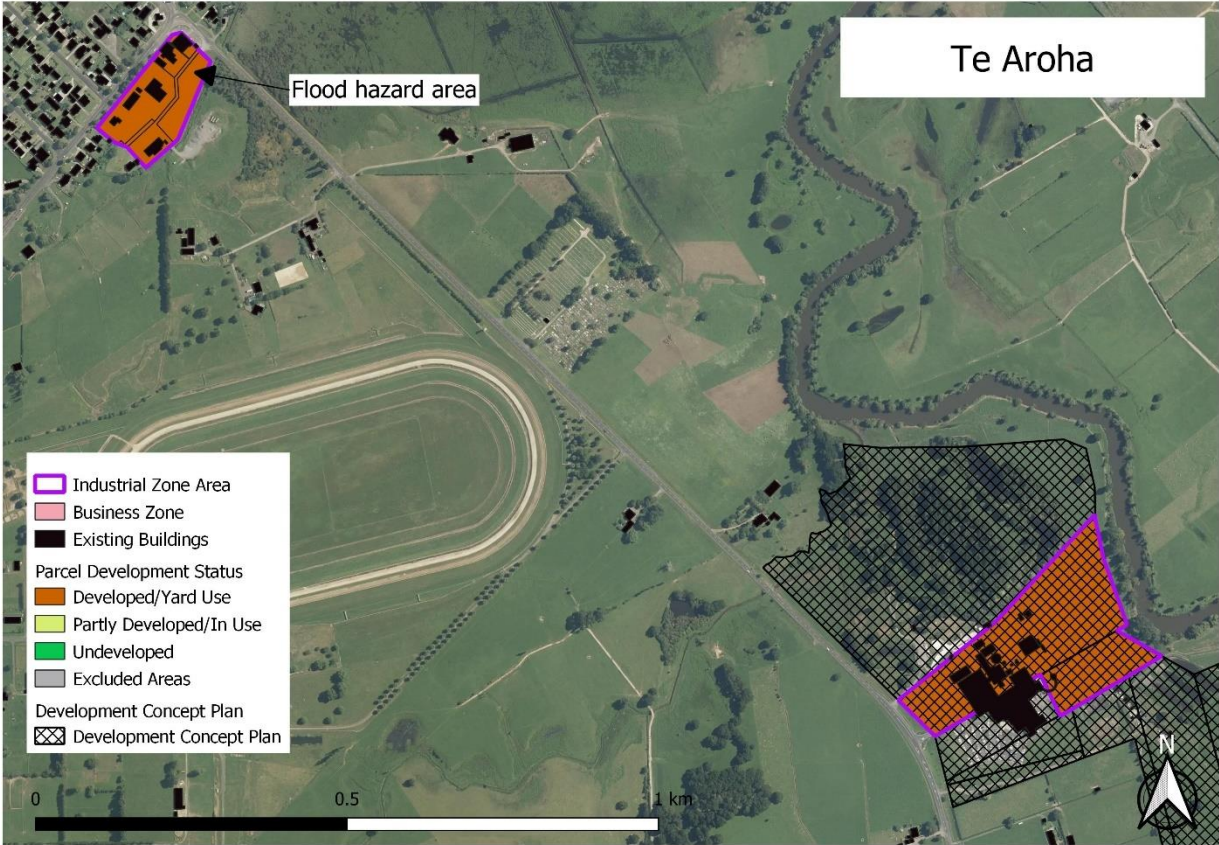 Te Aroha
Flood hazard area
Industrial Zone Area
Business Zone
Existing Buildings
Parcel Development Status
Developed/Yard Use
Partly Developed/In Use
Undeveloped
Excluded Areas
Development Concept Plan
Development Concept Plan
0 0.5 1 km
N